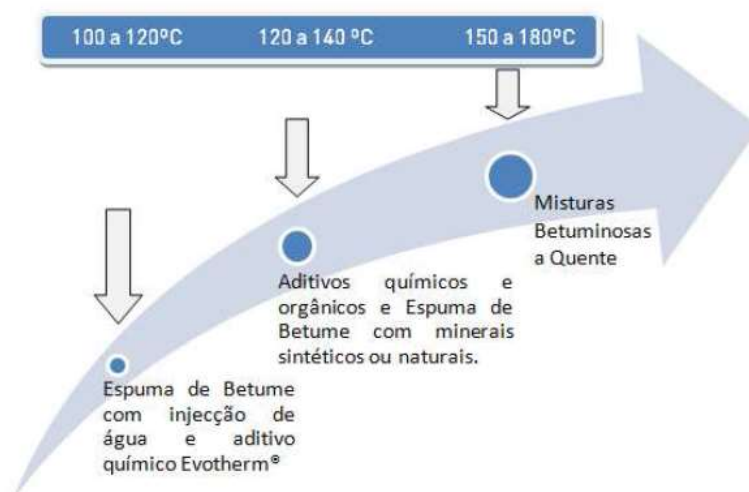 100 a 120ºC
120 a 140 ºC
150 a 180ºC
Misturas
Betuminosas
a Quente
Aditivos químicos e
orgânicos e Espuma de
Betume com minerais
sintéticos ou naturais.
Espuma de Betume
com injecção de
água e aditivo
químico Evotherm®